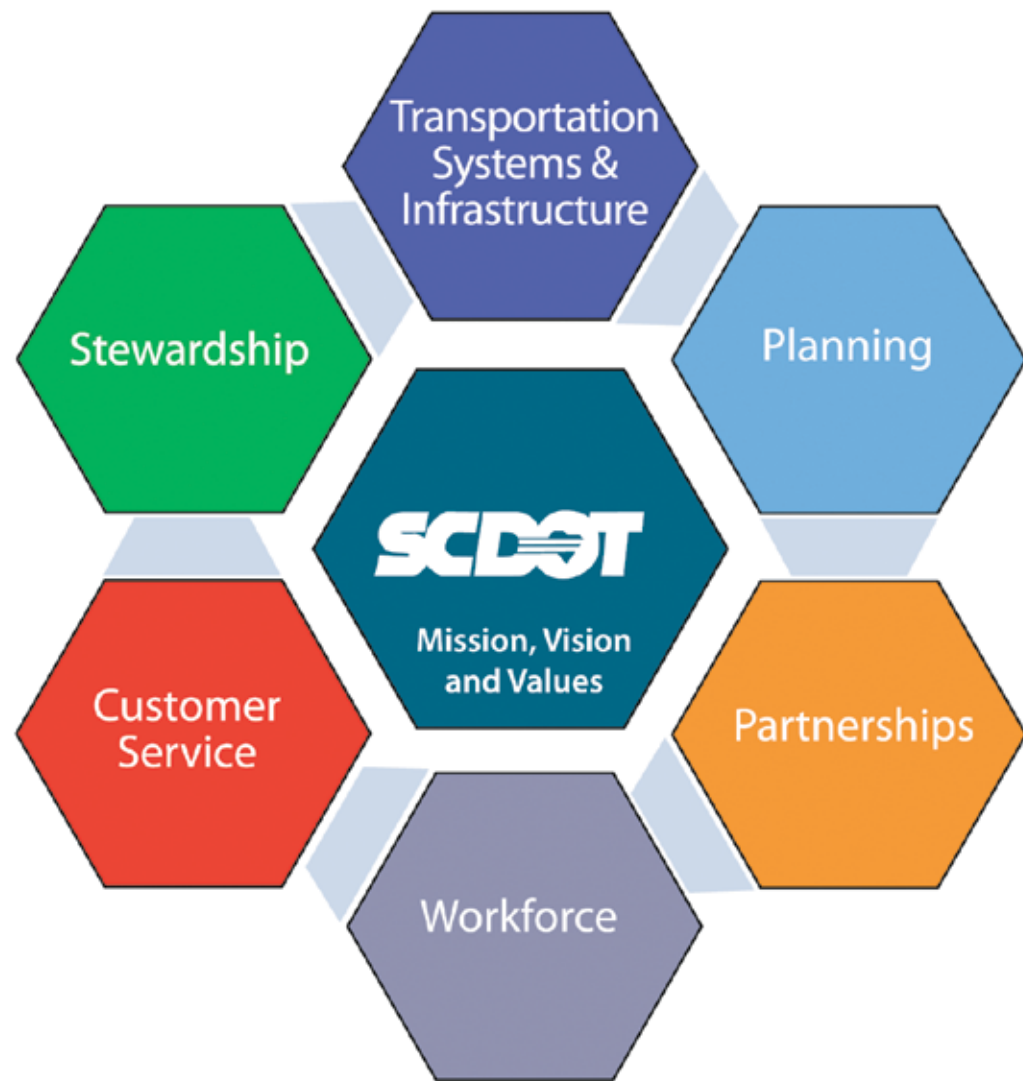 Transportation
Systems &
Infrastructure
Stewardship
Planning
SCDOT
Mission, Vision
and Values
Customer
Service
Partnerships
Workforce